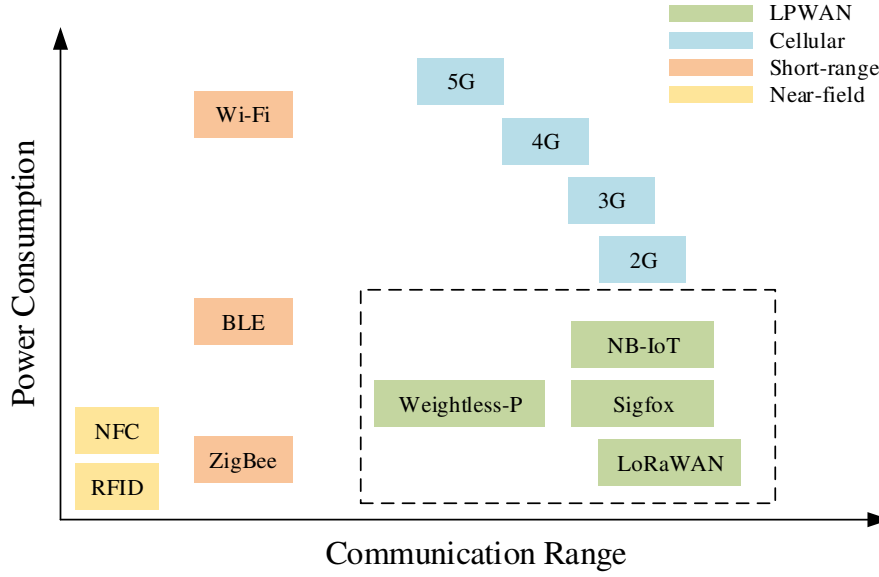 LPWAN
Cellular
Short-range
Near-field
5G
Wi-Fi
4G
3G
2G
BLE
NB-IoT
Weightless-P
Sigfox
NFC
ZigBee
LoRaWAN
RFID
Power Consumption
Communication Range